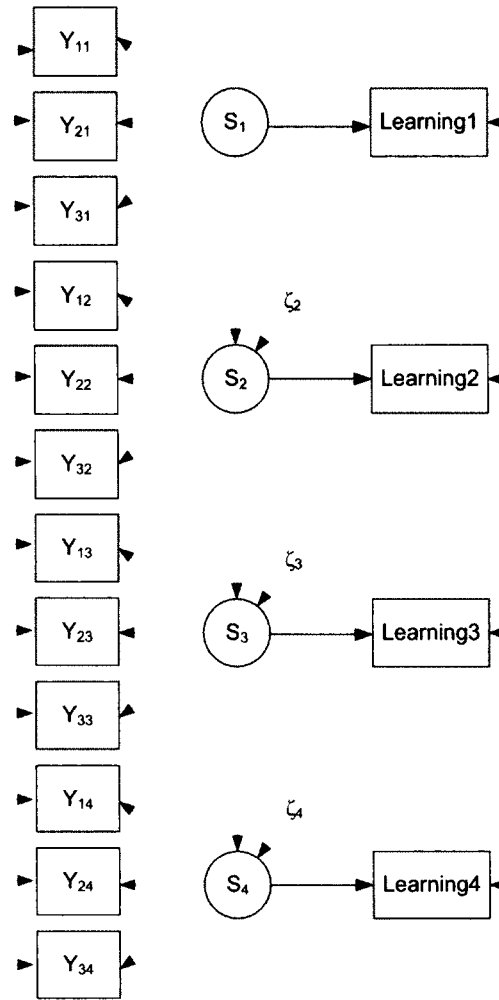 Y₁₁
Y₂₁
S₁ Learning1
Y₃₁
Y₁₂
ζ₂
Y₂₂
S₂ Learning2
Y₃₂
Y₁₃
ζ₃
Y₂₃
S₃ Learning3
Y₃₃
Y₁₄
ζ₄
Y₂₄
S₄ Learning4
Y₃₄